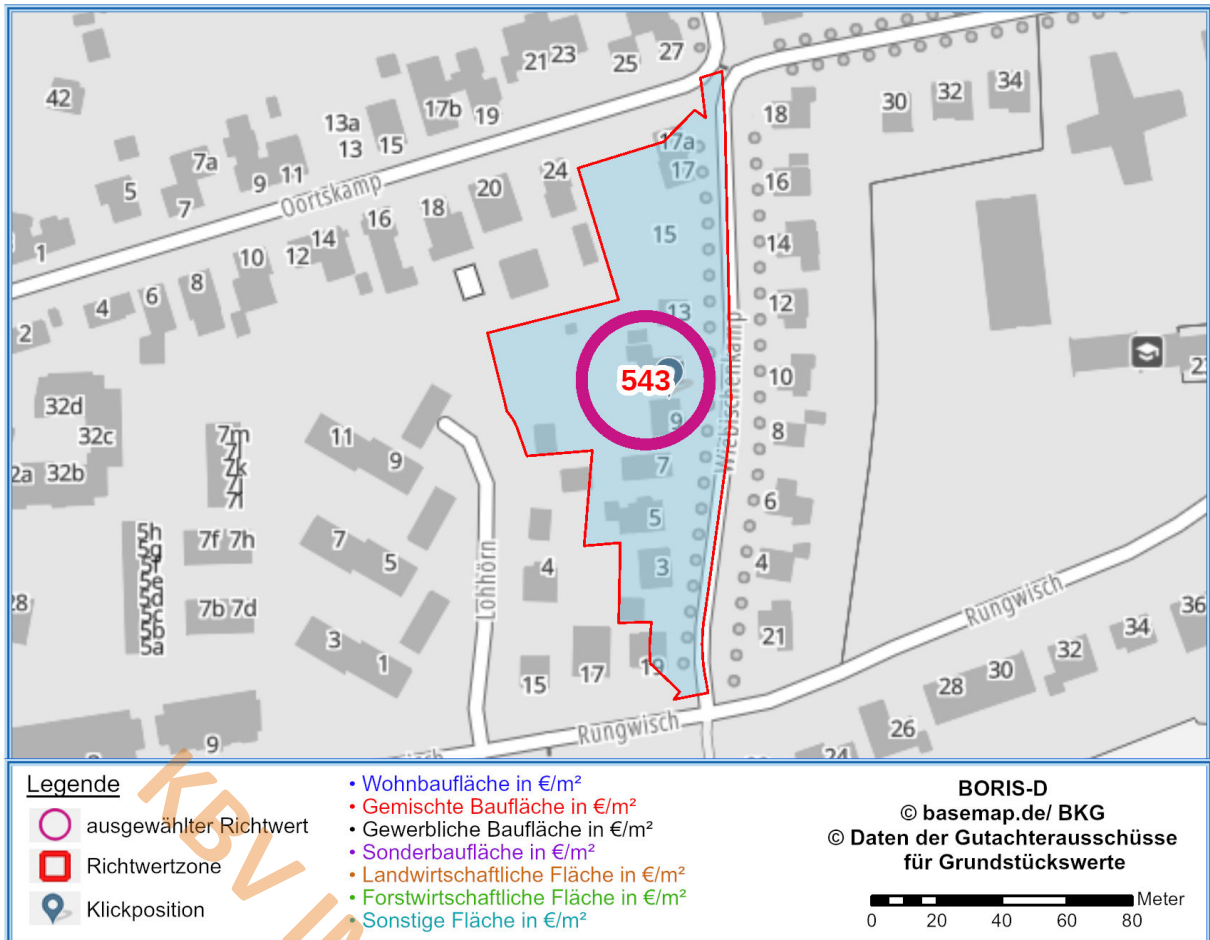 21 23
25
27
42
17b
19
13a
13
15
18
30
32
34
17a
17
7a
9
11
5
7
24
20
16
Oortskamp
18
16
15
14
1
14
12
10
8
6
4
2
13
12
543
10
9
8
Wiebischenkamp
32d
32c
2a 32b
7m
7l
7k
7j
7i
11
9
7
6
5h
5g
5f
5e
5d
5c
5b
5a
7f 7h
7b 7d
7
5
5
4
3
4
Lohhörn
28
3
1
21
Rungwisch
36
34
32
30
28
15
17
19
9
Rungwisch
26
24
Legende
ausgewählter Richtwert
Richtwertzone
Klickposition
• Wohnbaufläche in €/m²
• Gemischte Baufläche in €/m²
• Gewerbliche Baufläche in €/m²
• Sonderbaufläche in €/m²
• Landwirtschaftliche Fläche in €/m²
• Forstwirtschaftliche Fläche in €/m²
• Sonstige Fläche in €/m²
BORIS-D
© basemap.de/ BKG
© Daten der Gutachterausschüsse
für Grundstückswerte
Meter
0 20 40 60 80
KBV